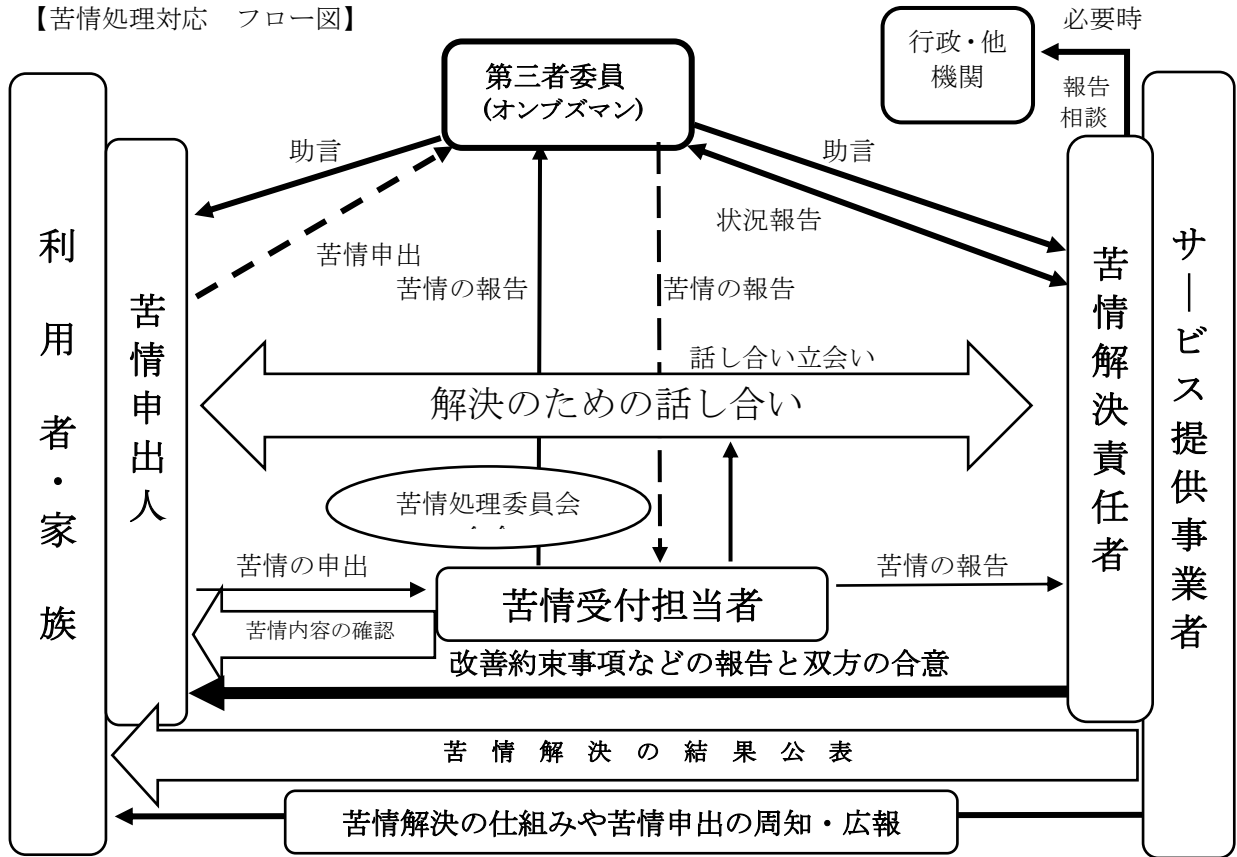 【苦情処理対応　フロー図】
必要時
行政・他
機関
報告
相談
第三者委員
(オンブズマン)
助言
助言
状況報告
苦情申出
苦情の報告
苦情の報告
利用者・家族
苦情申出人
苦情解決責任者
サービス提供事業者
話し合い立会い
解決のための話し合い
苦情処理委員会
苦情の申出
苦情の報告
苦情受付担当者
苦情内容の確認
改善約束事項などの報告と双方の合意
苦情解決の結果公表
苦情解決の仕組みや苦情申出の周知・広報